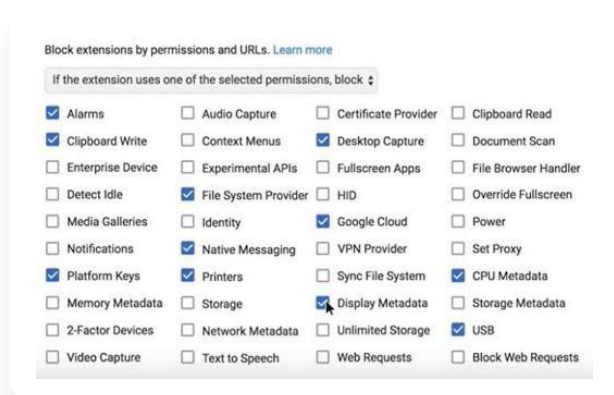 Block extensions by permissions and URLs. Learn more
If the extension uses one of the selected permissions, block
Alarms Audio Capture Certificate Provider Clipboard Read
Clipboard Write Context Menus Desktop Capture Document Scan
Enterprise Device Experimental APIs Fullscreen Apps File Browser Handler
Detect Idle File System Provider HID Override Fullscreen
Media Galleries Identity Google Cloud Power
Notifications Native Messaging VPN Provider Set Proxy
Platform Keys Printers Sync File System CPU Metadata
Memory Metadata Storage Display Metadata Storage Metadata
2-Factor Devices Network Metadata Unlimited Storage USB
Video Capture Text to Speech Web Requests Block Web Requests